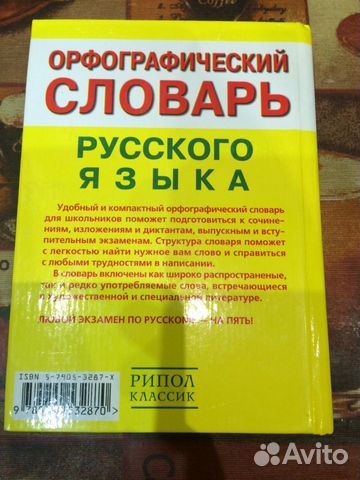 ОРФОГРАФИЧЕСКИЙ
СЛОВАРЬ
РУССКОГО
ЯЗЫКА
Удобный и компактный орфографический словарь
для школьников поможет подготовиться к сочине-
ниям, изложениям и диктантам, выпускным и всту-
пительным экзаменам. Структура словаря поможет
с легкостью найти нужное вам слово и справиться
с любыми трудностями в написании.
В словарь включены как широко распространеные,
так и редко употребляемые слова, встречающиеся
в художественной и специальной литературе.
ЛЮБОЙ ЭКЗАМЕН ПО РУССКОМУ НА ПЯТЬ!
ISBN 5-7905-3287-X
РИПОЛ
КЛАССИК
Avito